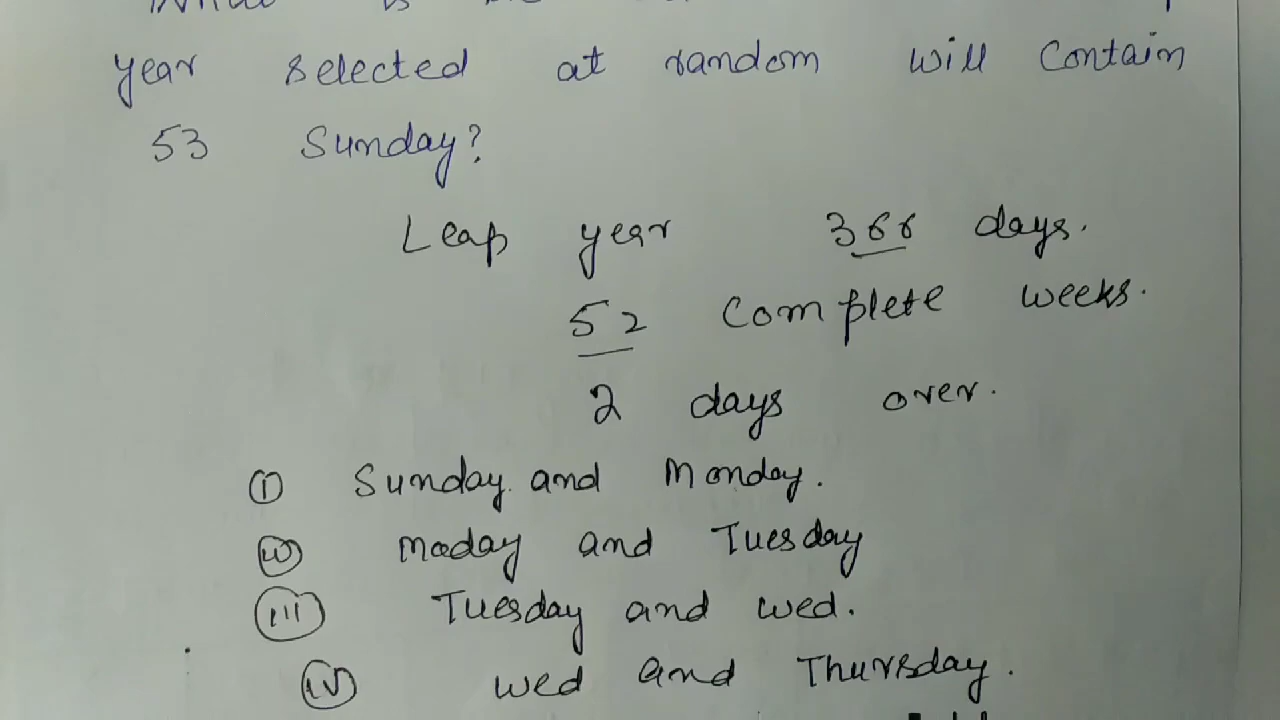 is
year selected at random will contain
53 Sunday?
Leap year 366 days.
52 complete weeks.
2 days over.
(i) Sunday and Monday.
(ii) Moday and Tuesday
(iii) Tuesday and wed.
(iv) wed and Thursday.